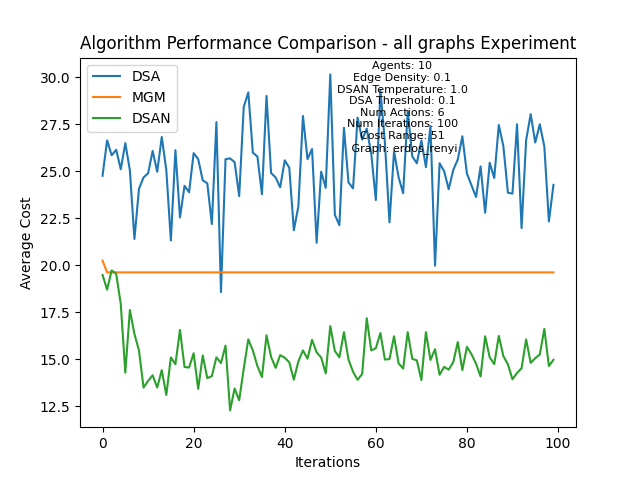 Algorithm Performance Comparison - all graphs Experiment
DSA
MGM
DSAN
Agents: 10
Edge Density: 0.1
DSAN Temperature: 1.0
DSA Threshold: 0.1
Num Actions: 6
Num Iterations: 100
Cost Range: 51
Graph: erdos_renyi
Average Cost
30.0
27.5
25.0
22.5
20.0
17.5
15.0
12.5
0 20 40 60 80 100
Iterations